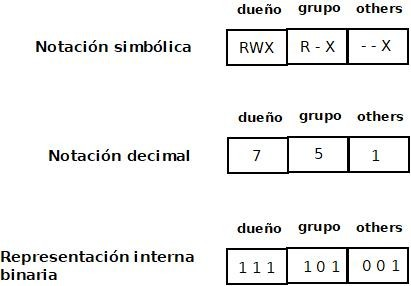 dueño grupo others
Notación simbólica RWX R - X - - X
dueño grupo others
Notación decimal 7 5 1
dueño grupo others
Representación interna
binaria 1 1 1 1 0 1 0 0 1